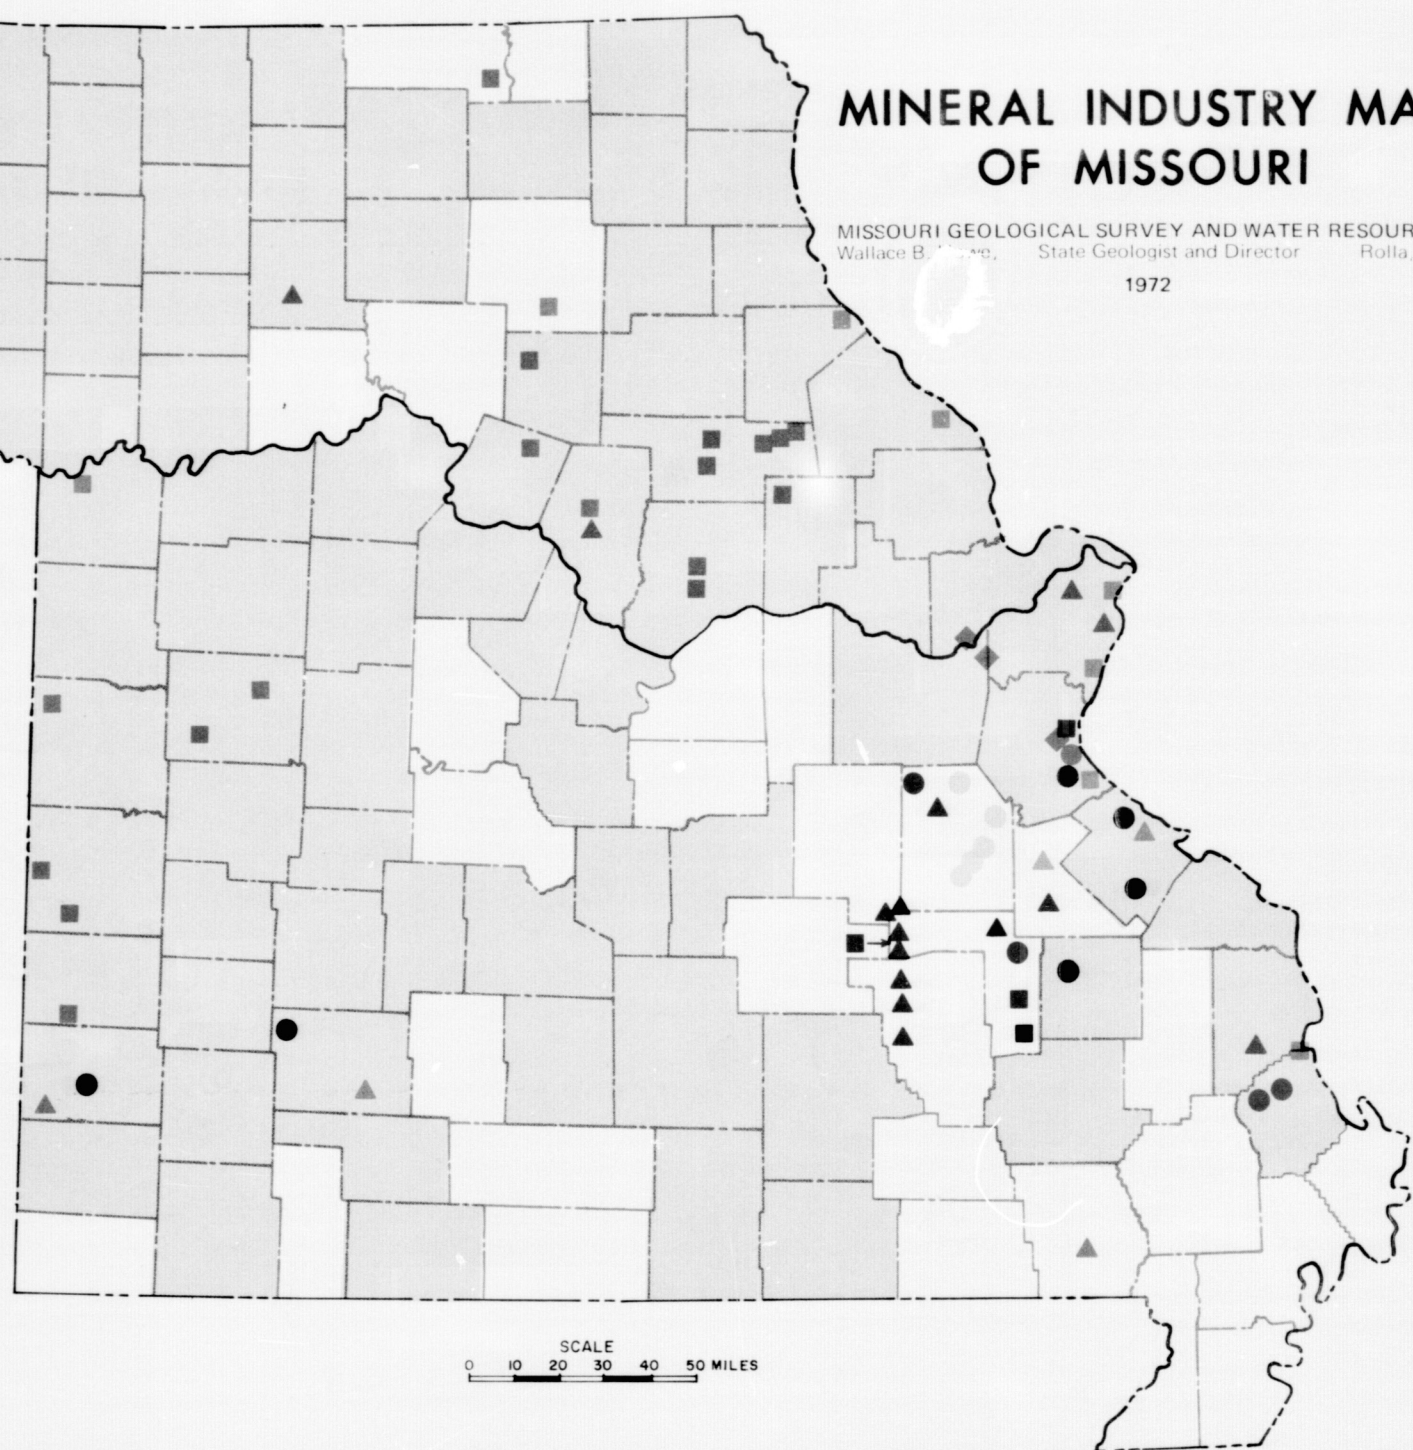 MINERAL INDUSTRY MA
OF MISSOURI
MISSOURI GEOLOGICAL SURVEY AND WATER RESOUR
Wallace B. State Geologist and Director Rolla,
1972
SCALE
0 10 20 30 40 50 MILES